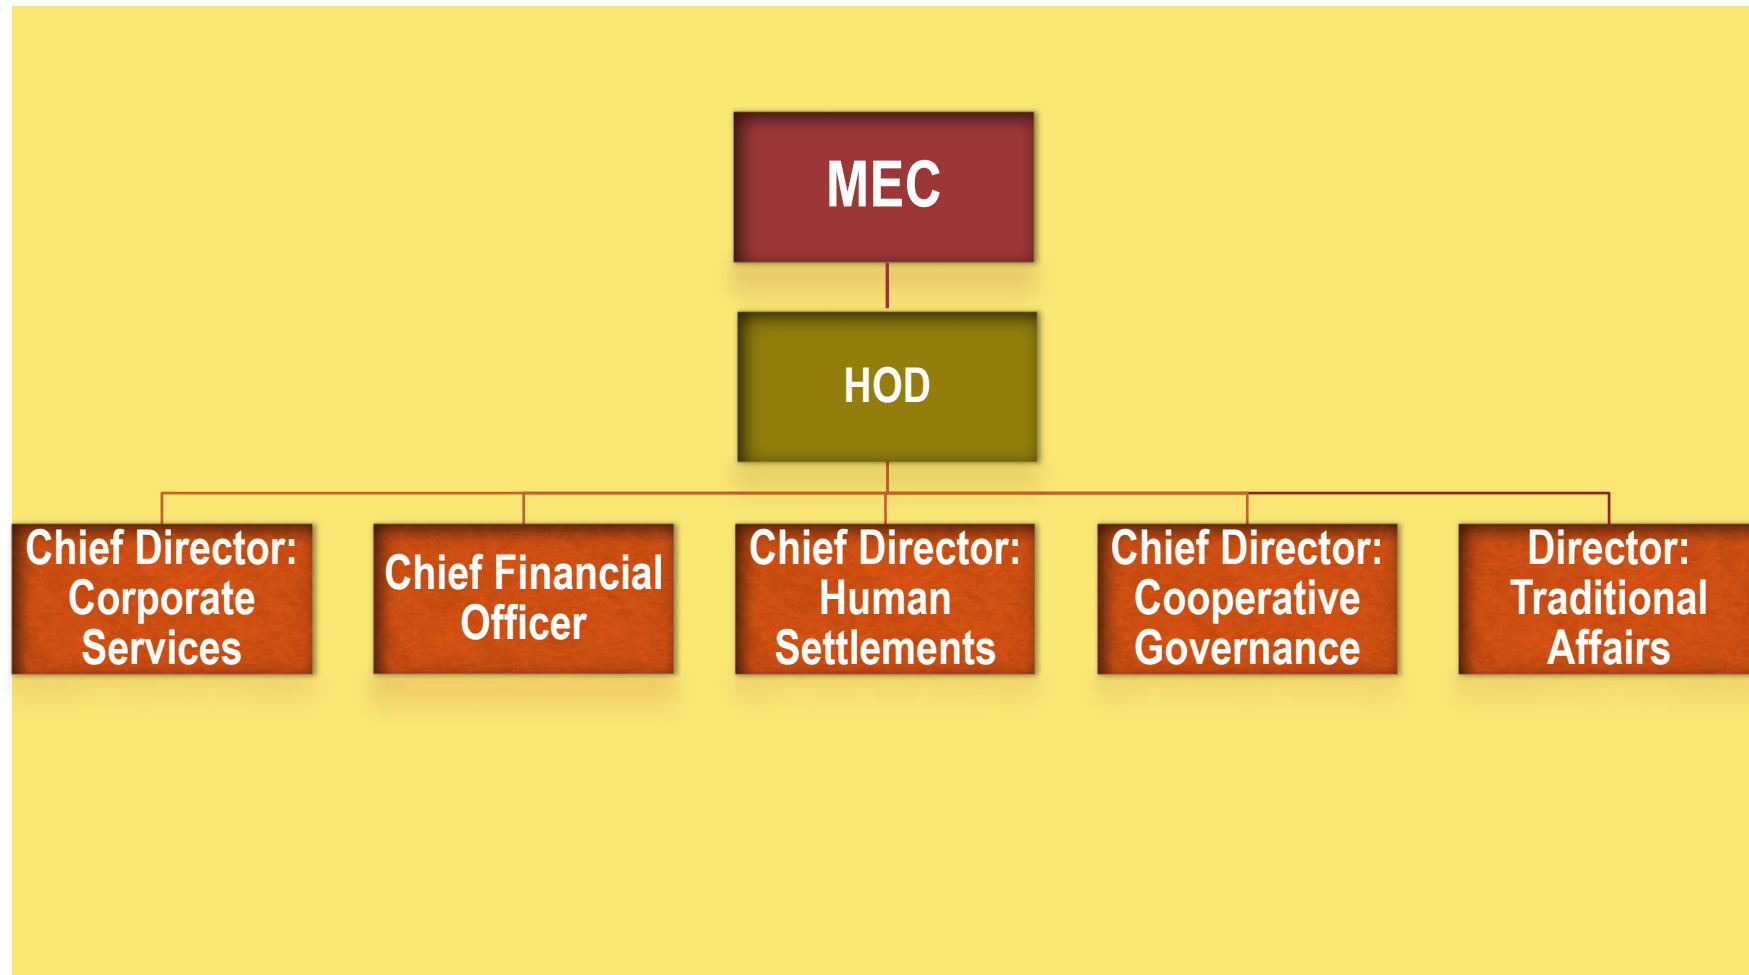 MEC
HOD
Chief Director:
Corporate
Services
Chief Financial
Officer
Chief Director:
Human
Settlements
Chief Director:
Cooperative
Governance
Director:
Traditional
Affairs